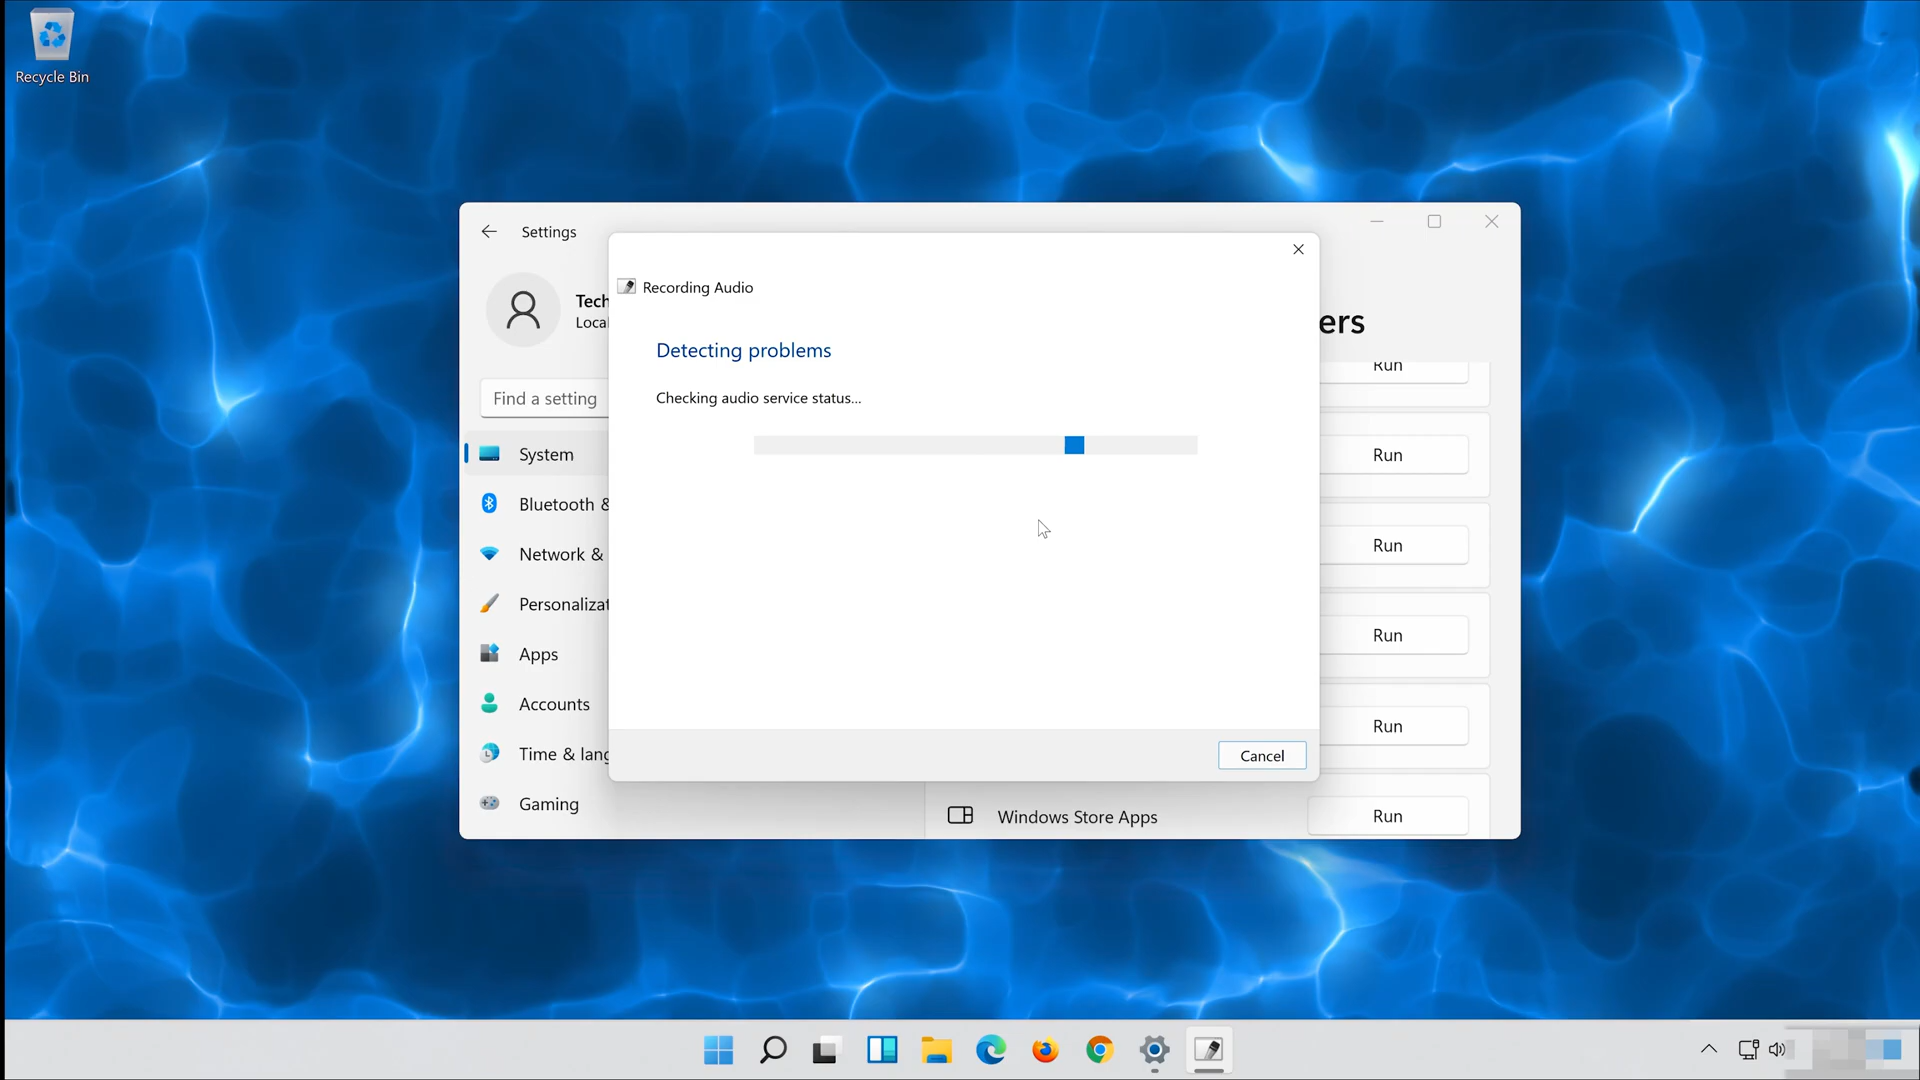 Recycle Bin
Settings
Recording Audio
Tech
Local
ers
Detecting problems
Checking audio service status...
Find a setting
Run
System
Run
Bluetooth &
Run
Network &
Personalizat
Run
Apps
Accounts
Run
Time & lang
Cancel
Gaming
Windows Store Apps
Run